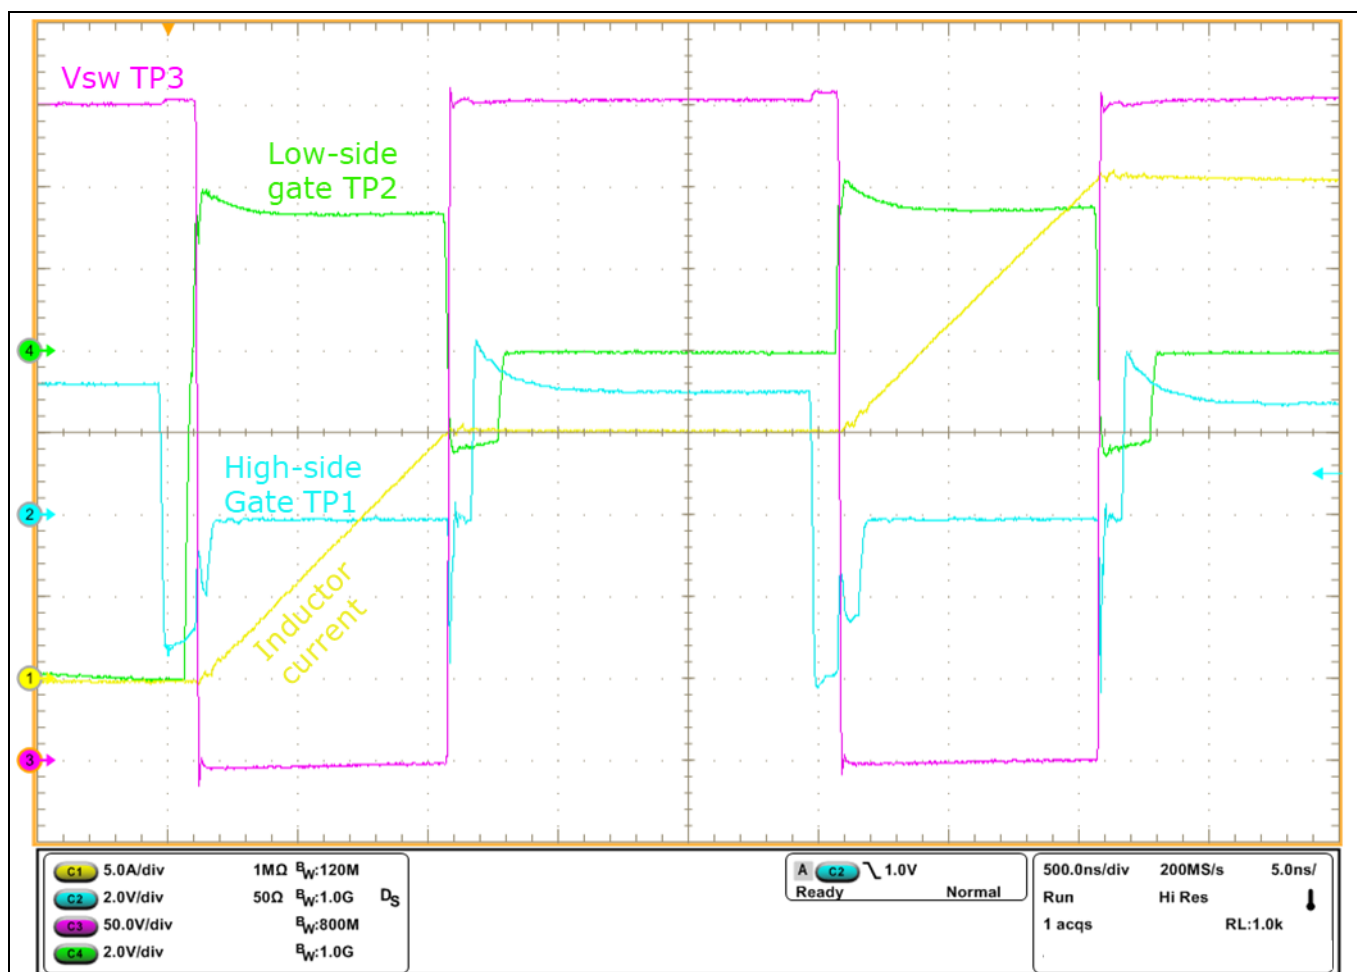 Vsw TP3
Low-side
gate TP2
4
High-side
Gate TP1
2
Inductor
current
1
3
C1 5.0A/div 1MΩ BW:120M
C2 2.0V/div 50Ω BW:1.0G DS
C3 50.0V/div BW:800M
C4 2.0V/div BW:1.0G
A C2 1.0V
Ready Normal
500.0ns/div 200MS/s 5.0ns/
Run Hi Res
1 acqs RL:1.0k